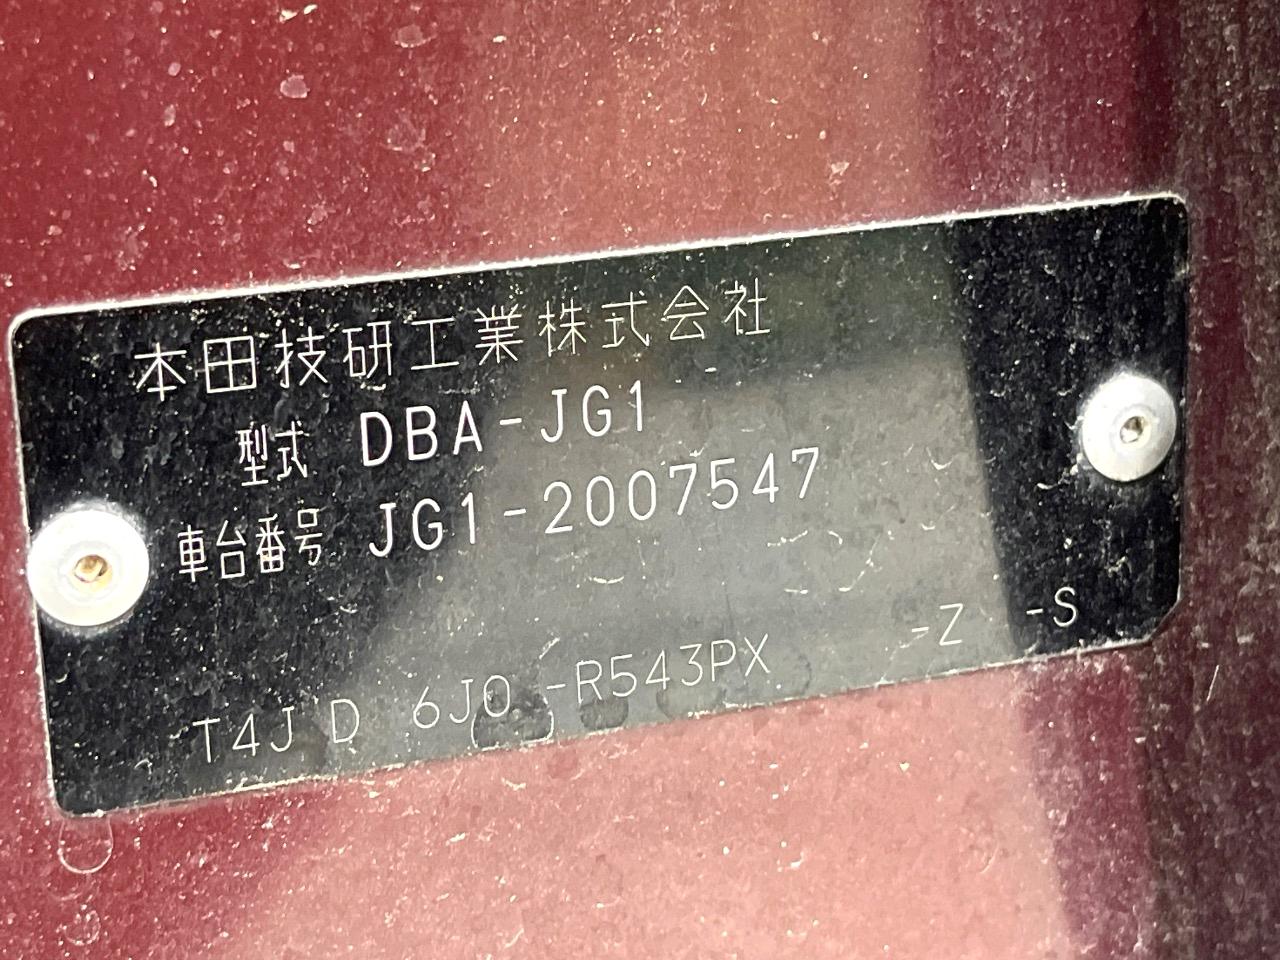 本田技研工業株式会社
型式 DBA-JG1
車台番号 JG1-2007547
T4J D 6J0 -R543PX -Z -S